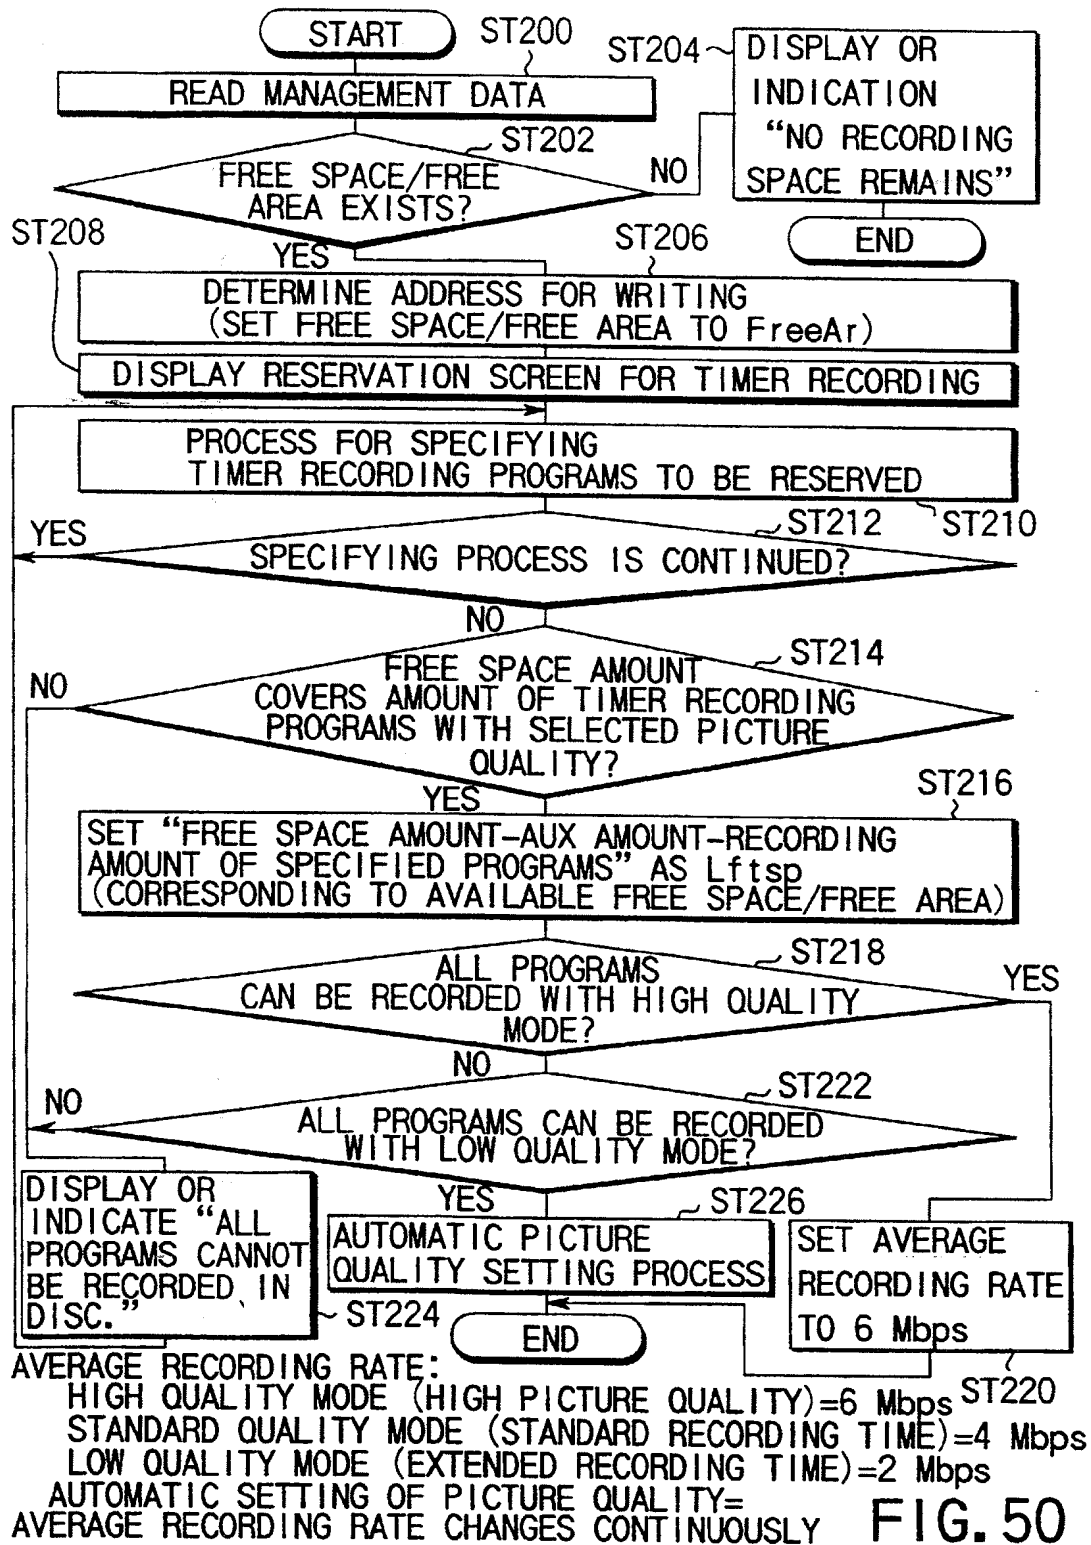 START
ST200
READ MANAGEMENT DATA
ST202
FREE SPACE/FREE
AREA EXISTS?
NO
ST204
DISPLAY OR
INDICATION
“NO RECORDING
SPACE REMAINS”
END
YES
ST206
DETERMINE ADDRESS FOR WRITING
(SET FREE SPACE/FREE AREA TO FreeAr)
ST208
DISPLAY RESERVATION SCREEN FOR TIMER RECORDING
PROCESS FOR SPECIFYING
TIMER RECORDING PROGRAMS TO BE RESERVED
ST210
ST212
YES
SPECIFYING PROCESS IS CONTINUED?
NO
ST214
NO
FREE SPACE AMOUNT
COVERS AMOUNT OF TIMER RECORDING
PROGRAMS WITH SELECTED PICTURE
QUALITY?
YES
ST216
SET “FREE SPACE AMOUNT-AUX AMOUNT-RECORDING
AMOUNT OF SPECIFIED PROGRAMS” AS Lftsp
(CORRESPONDING TO AVAILABLE FREE SPACE/FREE AREA)
ST218
ALL PROGRAMS
CAN BE RECORDED WITH HIGH QUALITY
MODE?
YES
NO
ST222
NO
ALL PROGRAMS CAN BE RECORDED
WITH LOW QUALITY MODE?
YES
DISPLAY OR
INDICATE “ALL
PROGRAMS CANNOT
BE RECORDED IN
DISC.”
ST224
ST226
AUTOMATIC PICTURE
QUALITY SETTING PROCESS
END
SET AVERAGE
RECORDING RATE
TO 6 Mbps
ST220
AVERAGE RECORDING RATE:
HIGH QUALITY MODE (HIGH PICTURE QUALITY)=6 Mbps
STANDARD QUALITY MODE (STANDARD RECORDING TIME)=4 Mbps
LOW QUALITY MODE (EXTENDED RECORDING TIME)=2 Mbps
AUTOMATIC SETTING OF PICTURE QUALITY=
AVERAGE RECORDING RATE CHANGES CONTINUOUSLY
FIG. 50